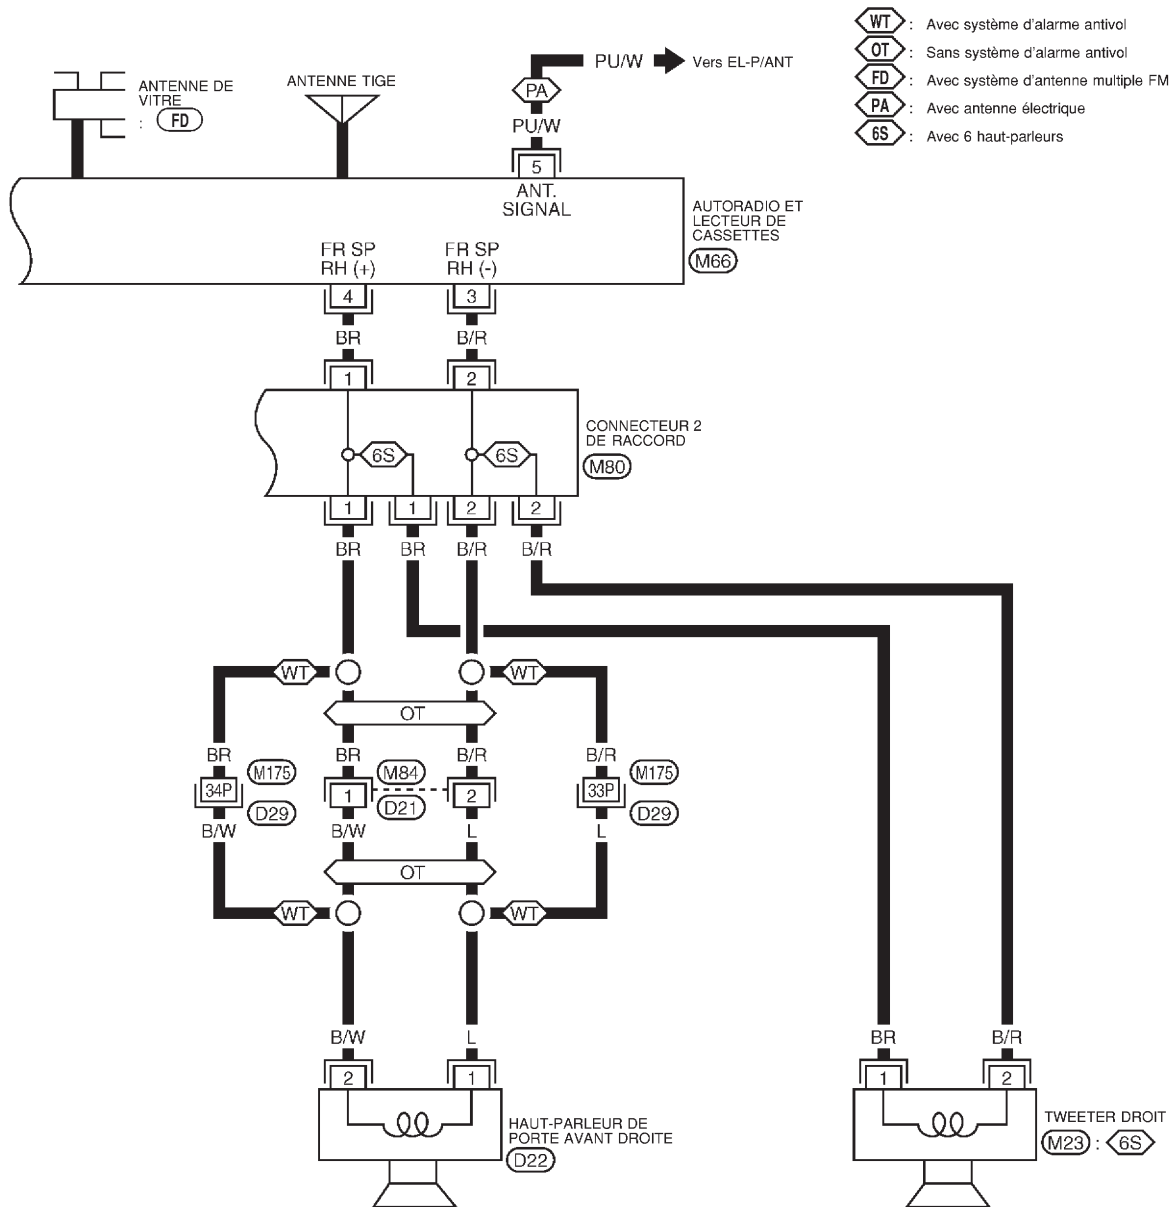 WT : Avec système d'alarme antivol
OT : Sans système d'alarme antivol
FD : Avec système d'antenne multiple FM
PA : Avec antenne électrique
6S : Avec 6 haut-parleurs
ANTENNE DE
VITRE
: FD
ANTENNE TIGE
PU/W
Vers EL-P/ANT
PA
PU/W
5
ANT.
SIGNAL
AUTORADIO ET
LECTEUR DE
CASSETTES
M66
FR SP
RH (+)
FR SP
RH (-)
4
3
BR
B/R
1
2
CONNECTEUR 2
DE RACCORD
M80
6S
6S
1
1
2
2
BR
BR
B/R
B/R
WT
WT
OT
BR
BR
B/R
B/R
34P
M175
D29
1
M84
D21
2
33P
M175
D29
B/W
B/W
L
L
OT
WT
WT
B/W
L
BR
B/R
2
1
1
2
HAUT-PARLEUR DE
PORTE AVANT DROITE
D22
TWEETER DROIT
M23 : 6S